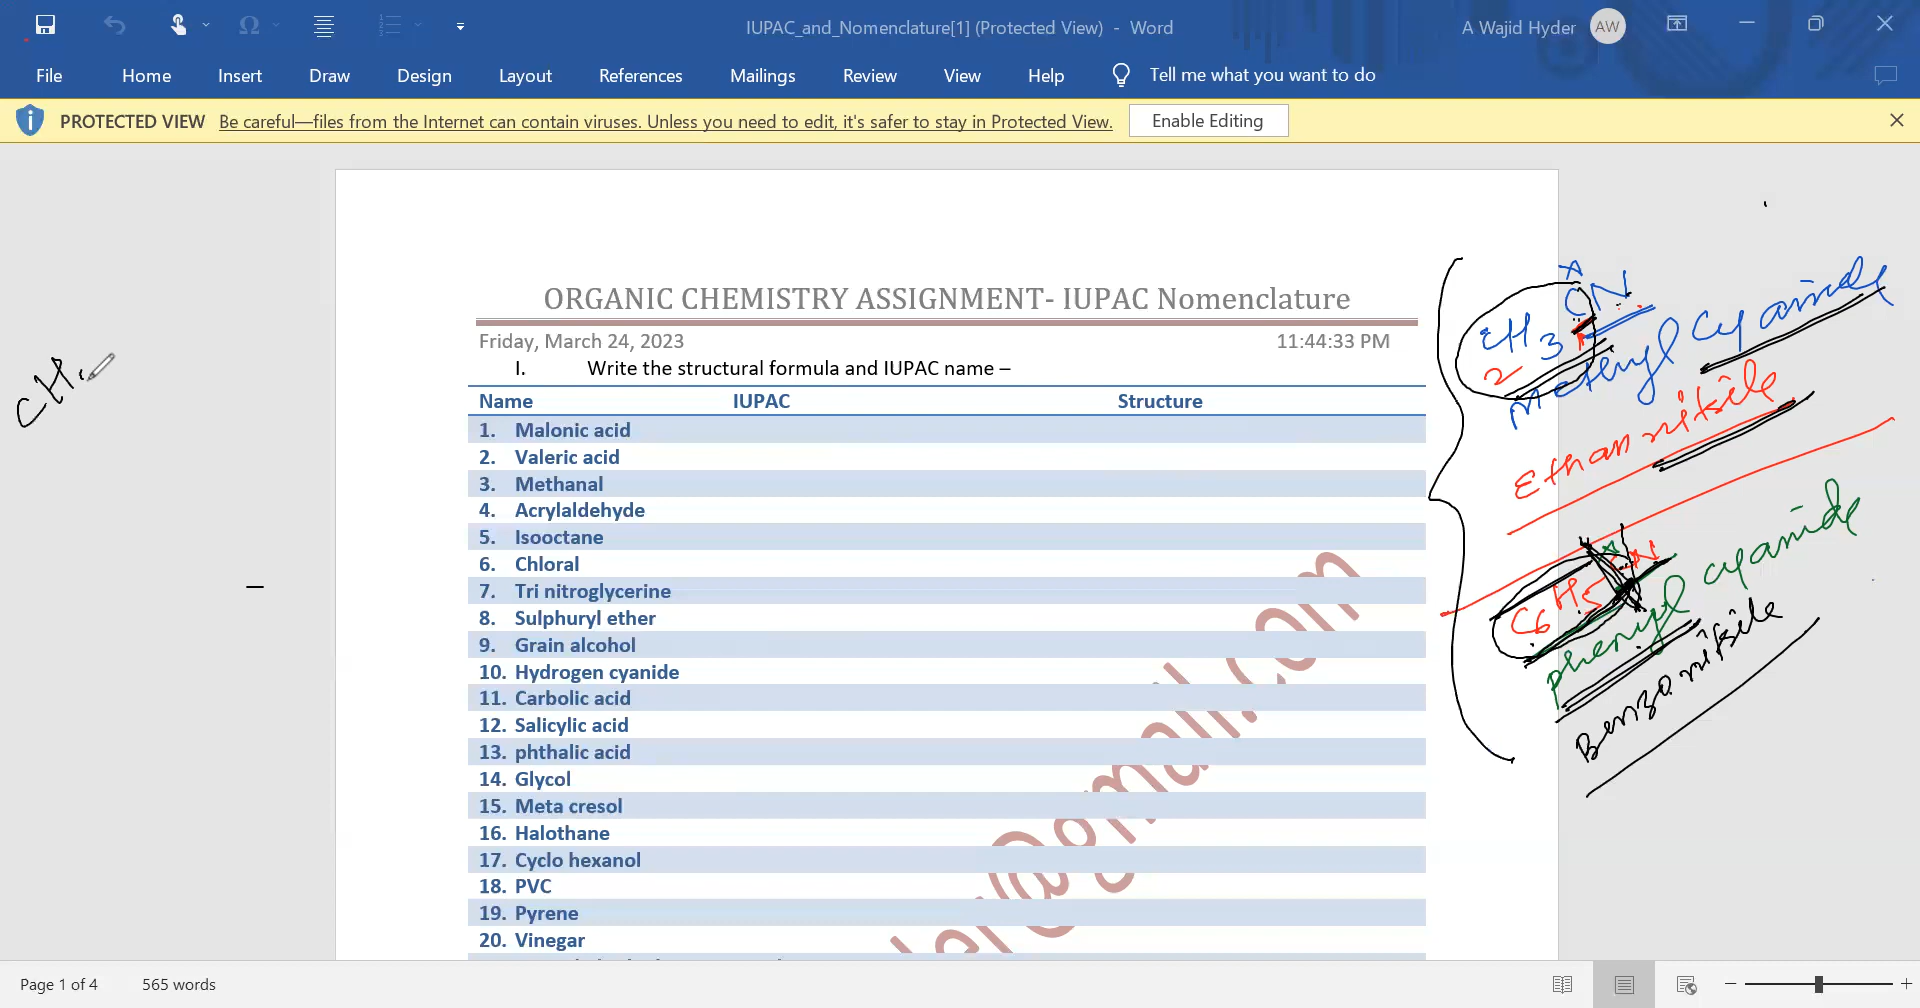 IUPAC_and_Nomenclature[1] (Protected View) - Word
A Wajid Hyder AW
File Home Insert Draw Design Layout References Mailings Review View Help Tell me what you want to do
PROTECTED VIEW Be careful—files from the Internet can contain viruses. Unless you need to edit, it's safer to stay in Protected View. Enable Editing
ORGANIC CHEMISTRY ASSIGNMENT- IUPAC Nomenclature
Friday, March 24, 2023 11:44:33 PM
I. Write the structural formula and IUPAC name –
Name IUPAC Structure
1. Malonic acid
2. Valeric acid
3. Methanal
4. Acrylaldehyde
5. Isooctane
6. Chloral
7. Tri nitroglycerine
8. Sulphuryl ether
9. Grain alcohol
10. Hydrogen cyanide
11. Carbolic acid
12. Salicylic acid
13. phthalic acid
14. Glycol
15. Meta cresol
16. Halothane
17. Cyclo hexanol
18. PVC
19. Pyrene
20. Vinegar
@gmail.com
CH
CH3 CN
2
Methyl Cyanide
Ethan nitrile
C6H5 CN
phenyl cyanide
Benzo nitrile
Page 1 of 4 565 words